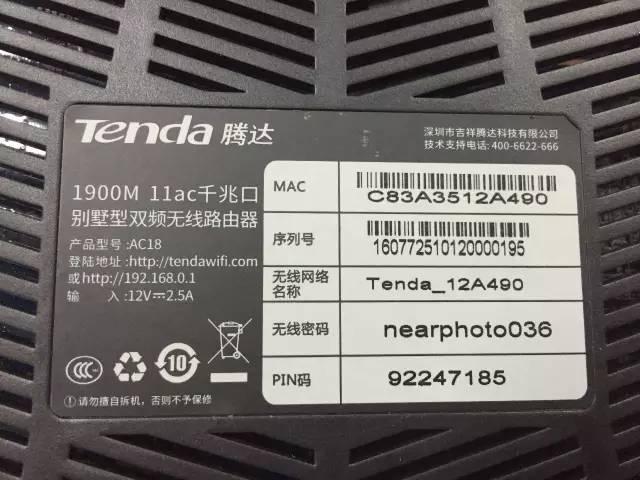 Tenda 腾达
深圳市吉祥腾达科技有限公司
技术支持电话: 400-6622-666
1900M 11ac千兆口
别墅型双频无线路由器
产品型号:AC18
登陆地址:http://tendawifi.com
或http://192.168.0.1
输 入:12V⎓2.5A
MAC
C83A3512A490
序列号
160772510120000195
无线网络
名称
Tenda_12A490
无线密码
nearphoto036
PIN码
92247185
CCC
10
! 请勿擅自拆机，否则不予保修